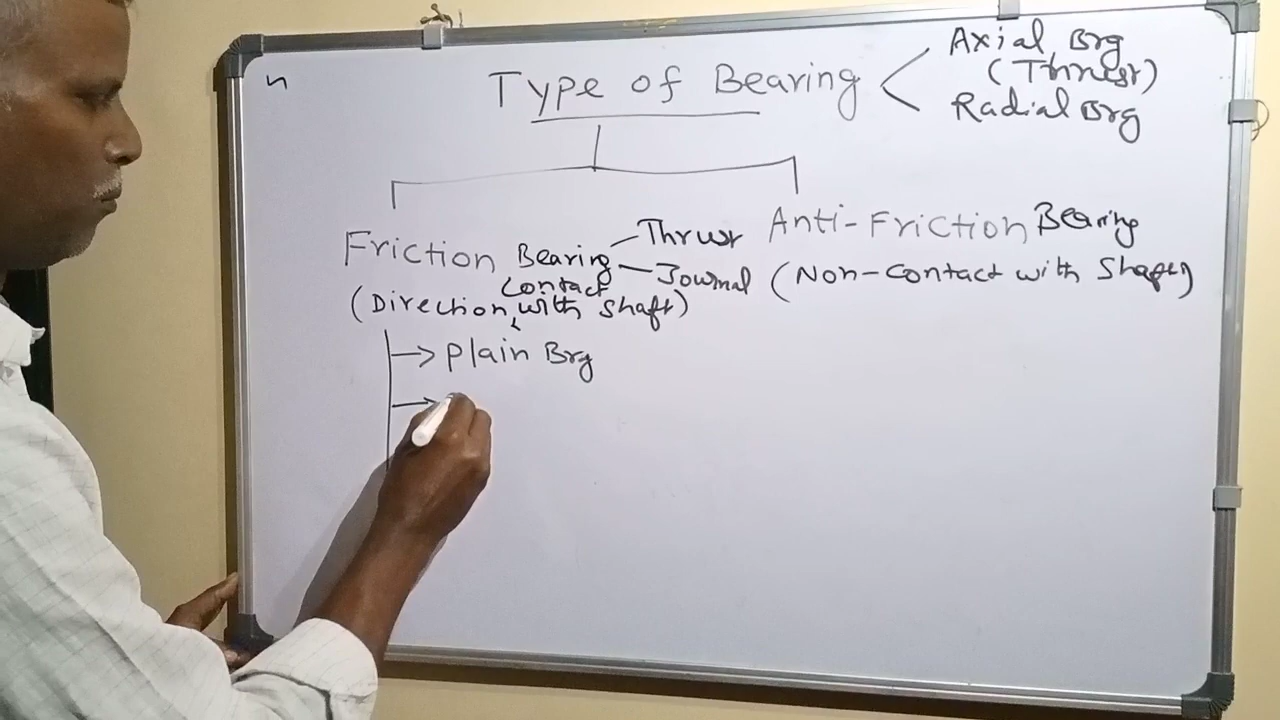 Type of Bearing
Axial Brg
(Thrust)
Radial Brg
Friction Bearing
Thrust
Journal
contact
(Direction, with shaft)
Anti-Friction Bearing
(Non-contact with Shaft)
→ Plain Brg